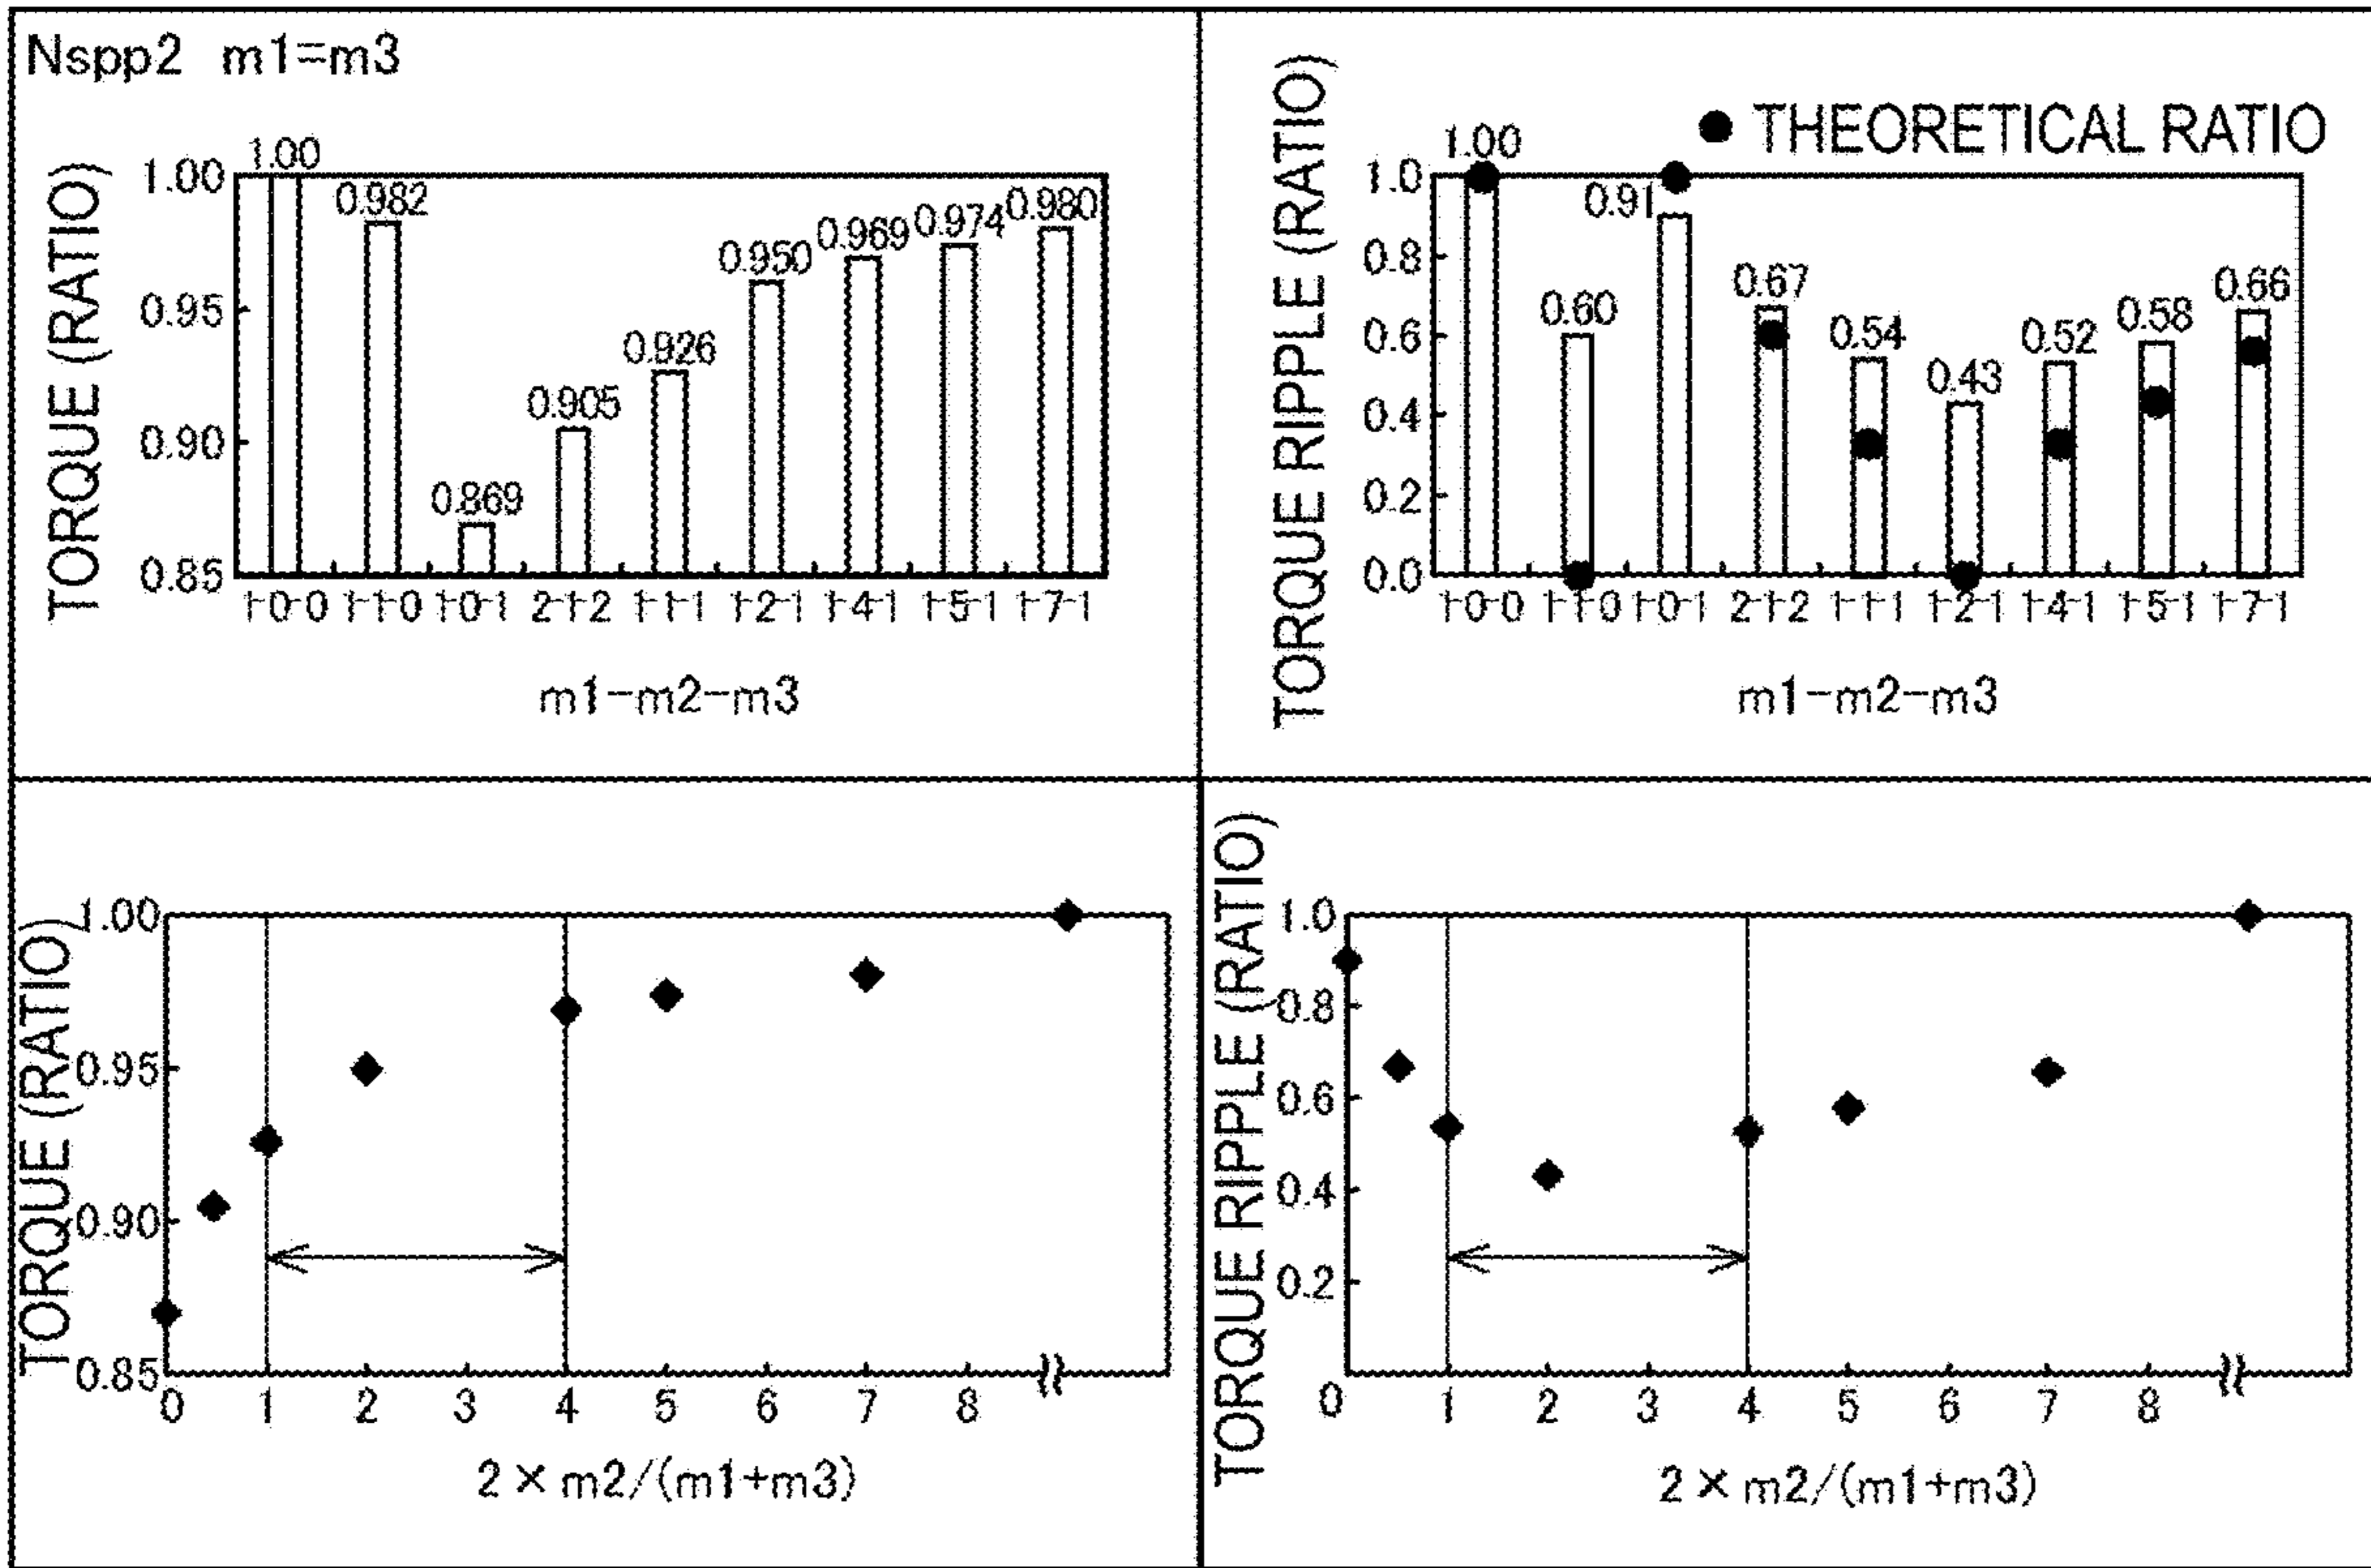 Nspp2 m1=m3
TORQUE (RATIO)
1.00
0.95
0.90
0.85
1.00
0.982
0.869
0.905
0.926
0.950
0.969
0.974
0.980
1-0-0 1-1-0 1-0-1 2-1-2 1-1-1 1-2-1 1-4-1 1-5-1 1-7-1
m1-m2-m3
TORQUE RIPPLE (RATIO)
● THEORETICAL RATIO
1.0
0.8
0.6
0.4
0.2
0.0
1.00
0.60
0.91
0.67
0.54
0.43
0.52
0.58
0.66
1-0-0 1-1-0 1-0-1 2-1-2 1-1-1 1-2-1 1-4-1 1-5-1 1-7-1
m1-m2-m3
TORQUE (RATIO)
1.00
0.95
0.90
0.85
0 1 2 3 4 5 6 7 8
2×m2/(m1+m3)
TORQUE RIPPLE (RATIO)
1.0
0.8
0.6
0.4
0.2
0 1 2 3 4 5 6 7 8
2×m2/(m1+m3)